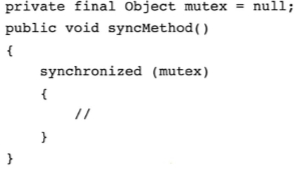 private final Object mutex = null;
public void syncMethod()
{
    synchronized (mutex)
    {
        //
    }
}